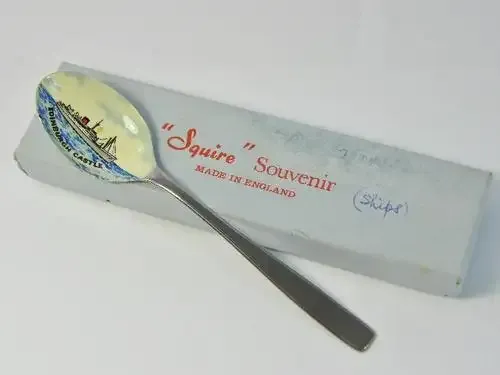 EDINBURGH CASTLE
"Squire" Souvenir
MADE IN ENGLAND
(Ships)